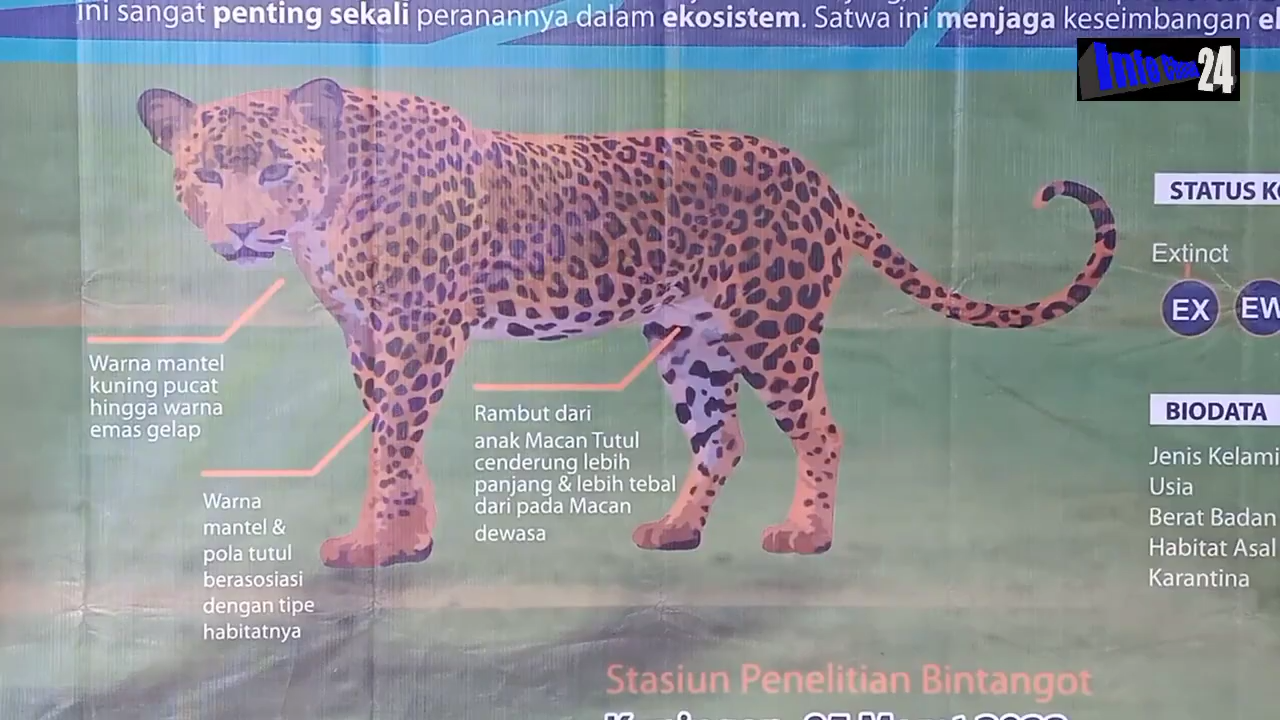 ini sangat penting sekali peranannya dalam ekosistem. Satwa ini menjaga keseimbangan
Info Ciber 24
STATUS
Extinct
EX EW
Warna mantel
kuning pucat
hingga warna
emas gelap
Rambut dari
anak Macan Tutul
cenderung lebih
panjang & lebih tebal
dari pada Macan
dewasa
Warna
mantel &
pola tutul
berasosiasi
dengan tipe
habitatnya
BIODATA
Jenis Kelami
Usia
Berat Badan
Habitat Asal
Karantina
Stasiun Penelitian Bintangot